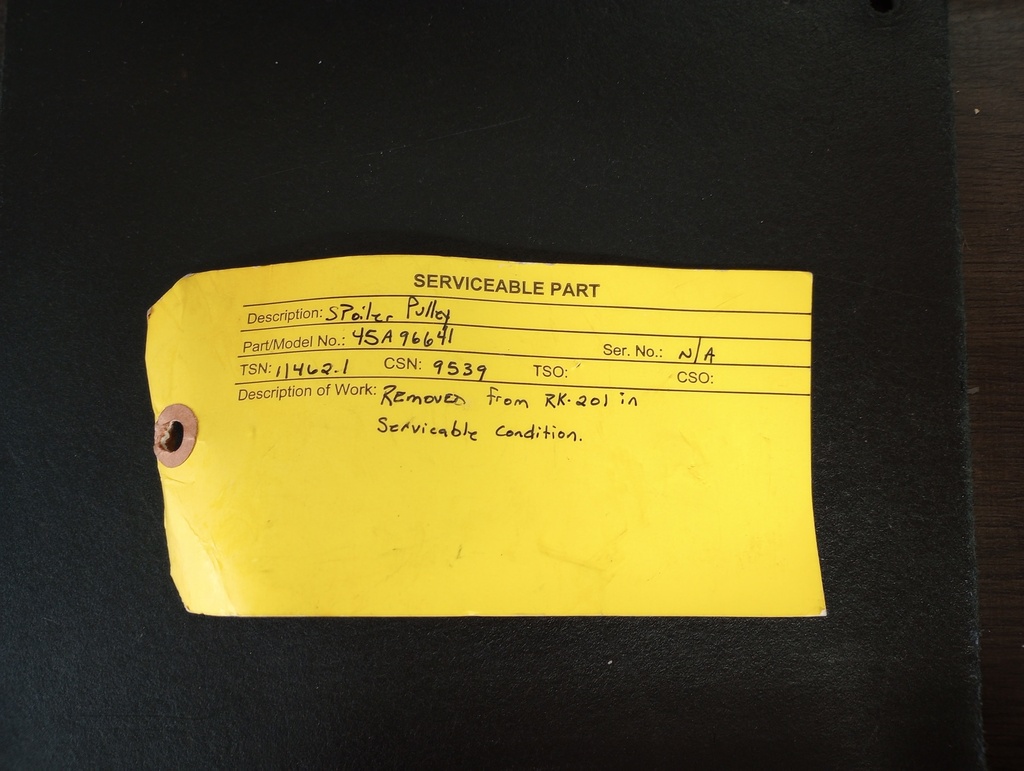 SERVICEABLE PART
Description: Spoiler Pulley
Part/Model No.: 45A96641 Ser. No.: N/A
TSN: 11462.1 CSN: 9539 TSO: CSO:
Description of Work: Removed from RK-201 in
Servicable Condition.